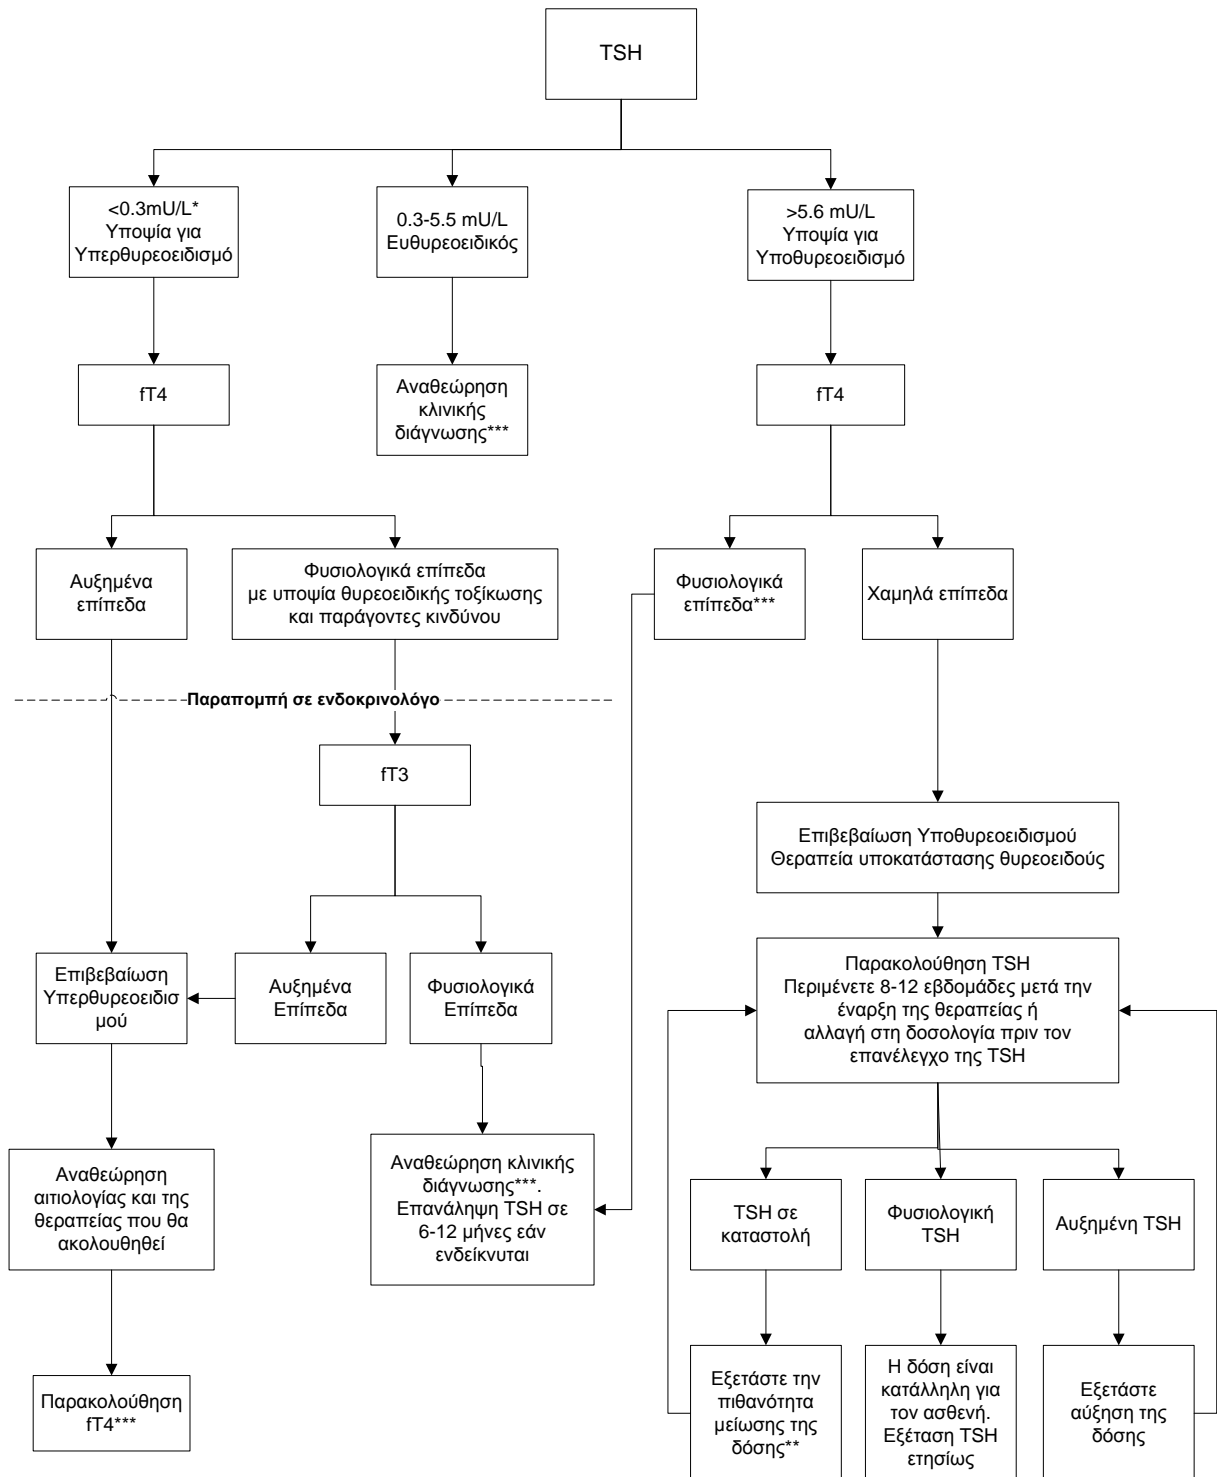 TSH
<0.3mU/L*
Υποψία για
Υπερθυρεοειδισμό
0.3-5.5 mU/L
Ευθυρεοειδικός
>5.6 mU/L
Υποψία για
Υποθυρεοειδισμό
fT4
Αναθεώρηση
κλινικής
διάγνωσης***
fT4
Αυξημένα
επίπεδα
Φυσιολογικά επίπεδα
με υποψία θυρεοειδικής τοξίκωσης
και παράγοντες κινδύνου
Φυσιολογικά
επίπεδα***
Χαμηλά επίπεδα
Παραπομπή σε ενδοκρινολόγο
fT3
Επιβεβαίωση Υποθυρεοειδισμού
Θεραπεία υποκατάστασης θυρεοειδούς
Επιβεβαίωση
Υπερθυρεοειδισ
μού
Αυξημένα
Επίπεδα
Φυσιολογικά
Επίπεδα
Παρακολούθηση TSH
Περιμένετε 8-12 εβδομάδες μετά την
έναρξη της θεραπείας ή
αλλαγή στη δοσολογία πριν τον
επανέλεγχο της TSH
Αναθεώρηση
αιτιολογίας και της
θεραπείας που θα
ακολουθηθεί
Αναθεώρηση κλινικής
διάγνωσης***.
Επανάληψη TSH σε
6-12 μήνες εάν
ενδείκνυται
TSH σε
καταστολή
Φυσιολογική
TSH
Αυξημένη TSH
Παρακολούθηση
fT4***
Εξετάστε την
πιθανότητα
μείωσης της
δόσης**
Η δόση είναι
κατάλληλη για
τον ασθενή.
Εξέταση TSH
ετησίως
Εξετάστε
αύξηση της
δόσης